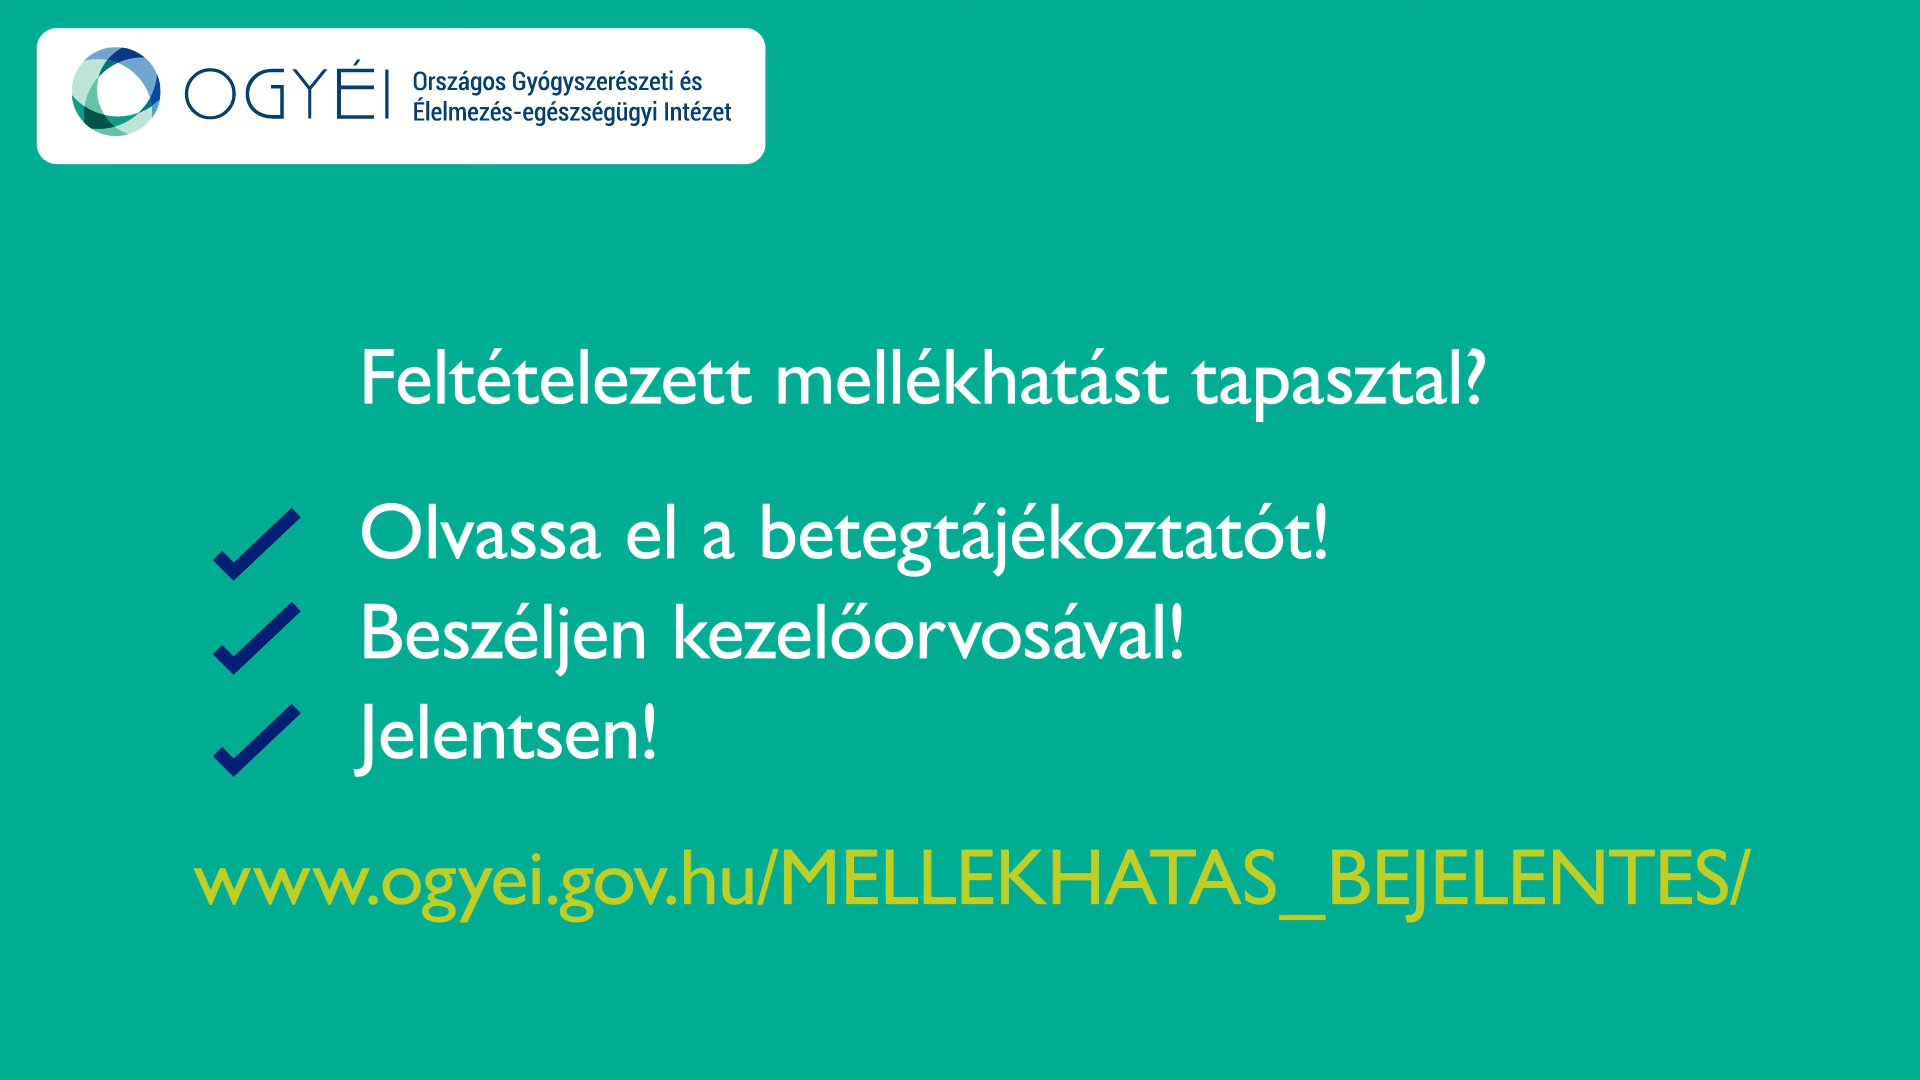 OGYÉI
Országos Gyógyszerészeti és
Élelmezés-egészségügyi Intézet
Feltételezett mellékhatást tapasztal?
Olvassa el a betegtájékoztatót!
Beszéljen kezelőorvosával!
Jelentsen!
www.ogyei.gov.hu/MELLEKHATAS_BEJELENTES/